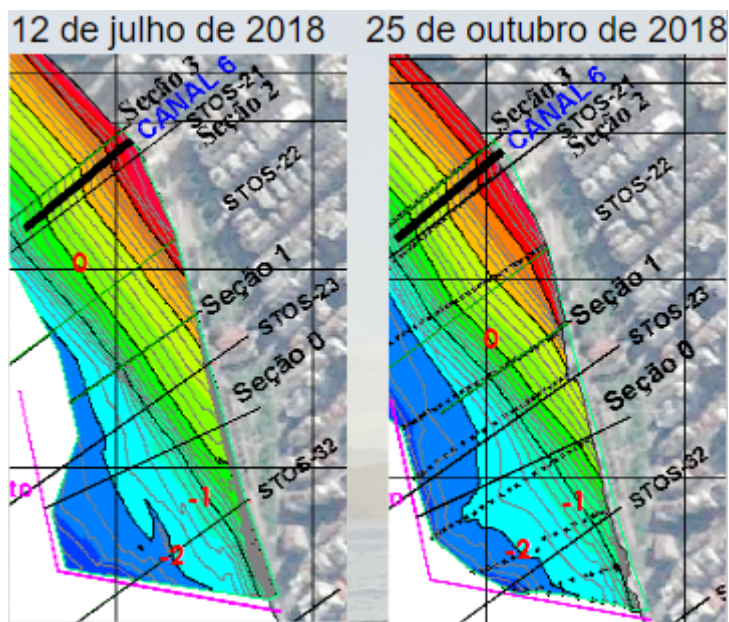 12 de julho de 2018
Seção 3
CANAL 6
STOS-21
Seção 2
STOS-22
0
Seção 1
STOS-23
Seção 0
STOS-32
-1
-2
to
25 de outubro de 2018
Seção 3
CANAL 6
STOS-21
Seção 2
STOS-22
0
Seção 1
STOS-23
Seção 0
STOS-32
-1
-2